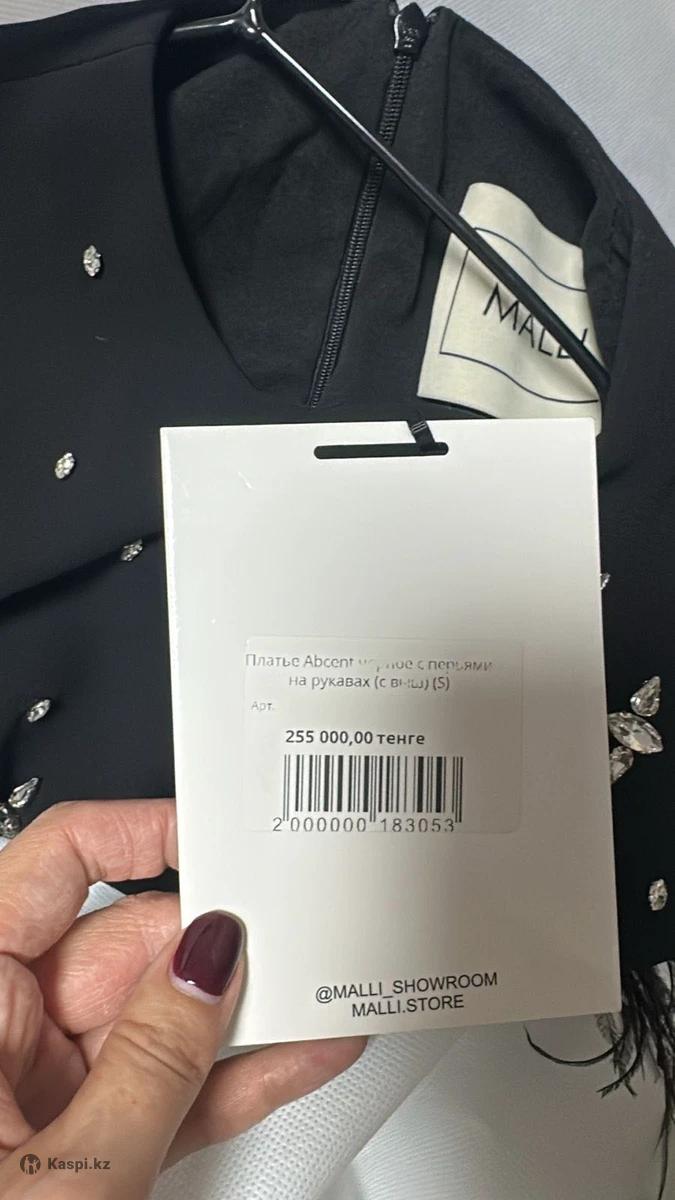 MALLI
Платье Abcent черное с перьями
на рукавах (с выш) (S)
Арт.
255 000,00 тенге
2 000000 183053
@MALLI_SHOWROOM
MALLI.STORE
Kaspi.kz